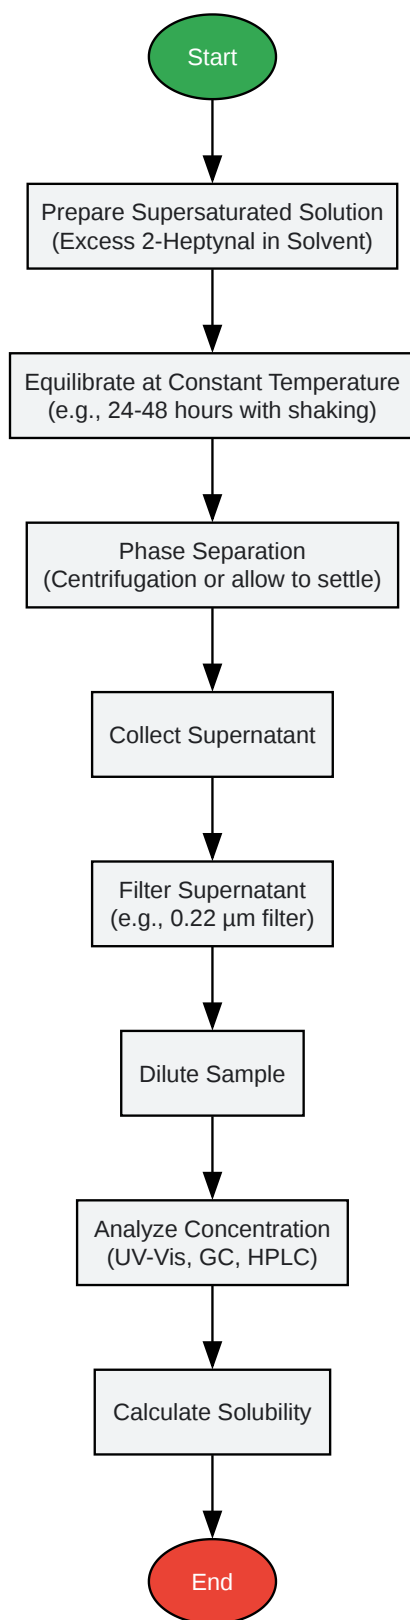 Start
Prepare Supersaturated Solution
(Excess 2-Heptynal in Solvent)
Equilibrate at Constant Temperature
(e.g., 24-48 hours with shaking)
Phase Separation
(Centrifugation or allow to settle)
Collect Supernatant
Filter Supernatant
(e.g., 0.22 µm filter)
Dilute Sample
Analyze Concentration
(UV-Vis, GC, HPLC)
Calculate Solubility
End